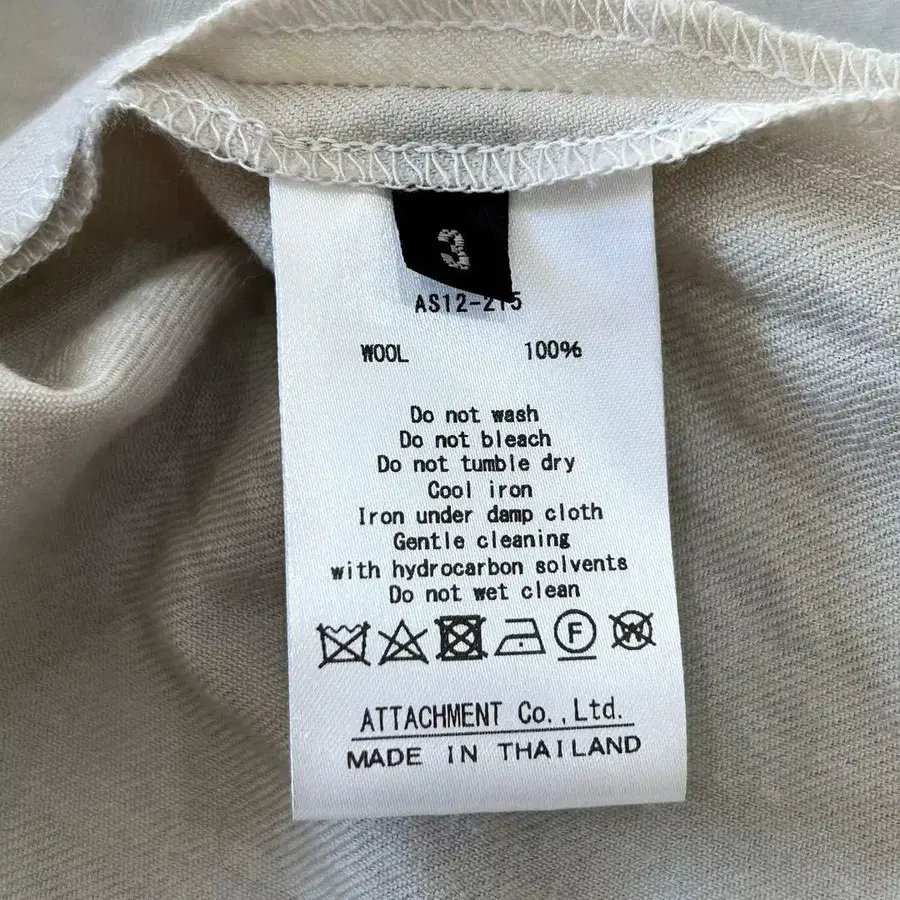 3
AS12-215
WOOL 100%
Do not wash
Do not bleach
Do not tumble dry
Cool iron
Iron under damp cloth
Gentle cleaning
with hydrocarbon solvents
Do not wet clean
F W
ATTACHMENT Co.,Ltd.
MADE IN THAILAND